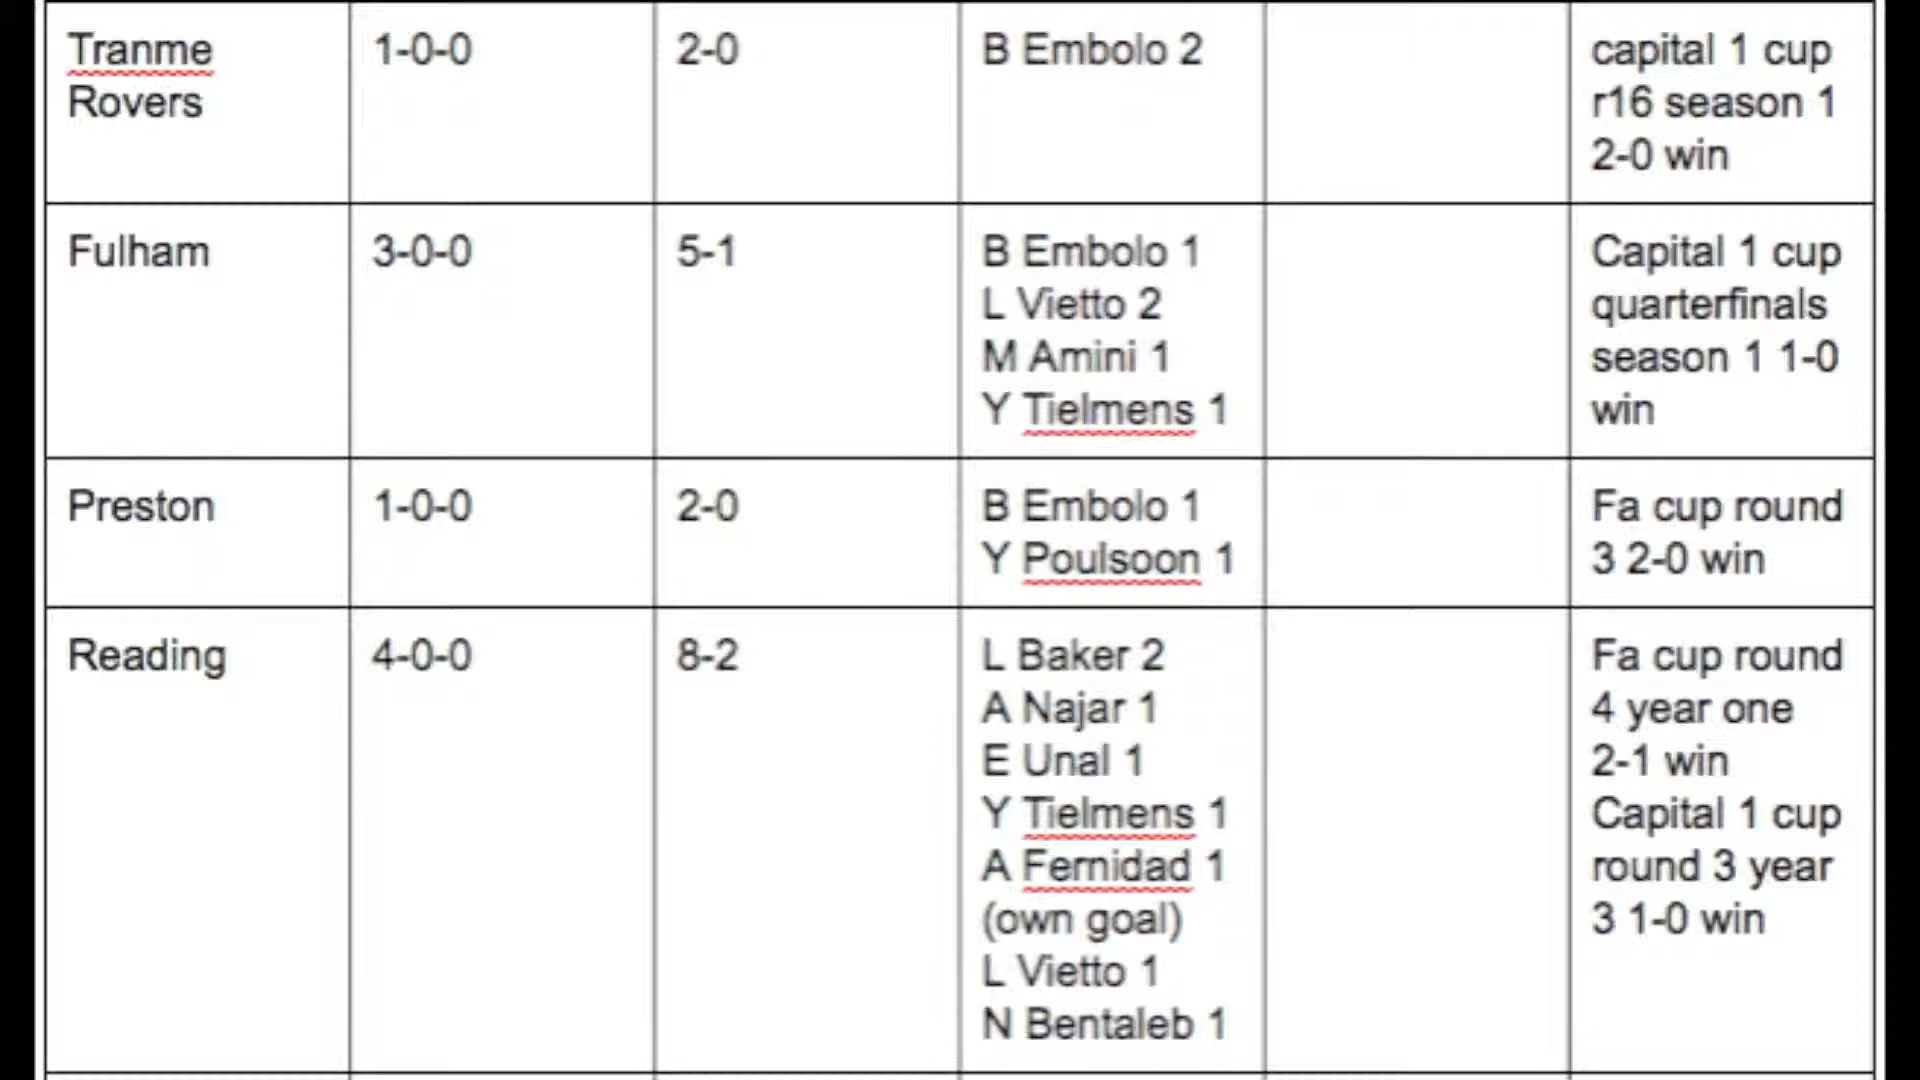 Tranme
Rovers
1-0-0
2-0
B Embolo 2
capital 1 cup
r16 season 1
2-0 win
Fulham
3-0-0
5-1
B Embolo 1
L Vietto 2
M Amini 1
Y Tielmens 1
Capital 1 cup
quarterfinals
season 1 1-0
win
Preston
1-0-0
2-0
B Embolo 1
Y Poulsoon 1
Fa cup round
3 2-0 win
Reading
4-0-0
8-2
L Baker 2
A Najar 1
E Unal 1
Y Tielmens 1
A Fernidad 1
(own goal)
L Vietto 1
N Bentaleb 1
Fa cup round
4 year one
2-1 win
Capital 1 cup
round 3 year
3 1-0 win